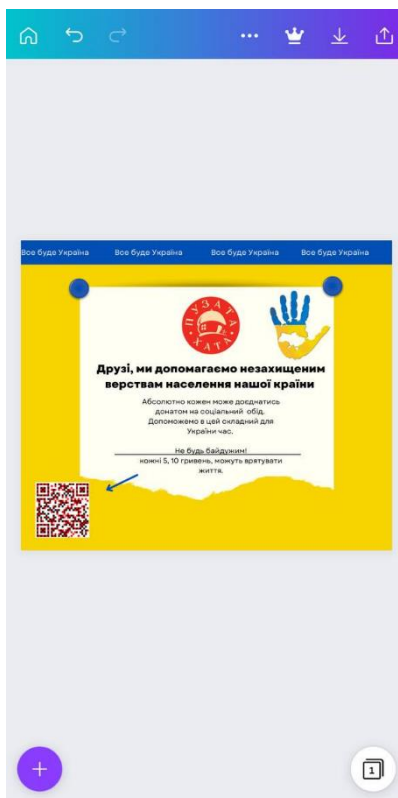 Все буде Україна Все буде Україна Все буде Україна Все буде Україна
ПУЗАТА
ХАТА
Друзі, ми допомагаємо незахищеним
верствам населення нашої країни
Абсолютно кожен може доєднатись
донатом на соціальний обід.
Допоможемо в цей складний для
України час.
Не будь байдужим!
кожні 5, 10 гривень, можуть врятувати
життя.
1